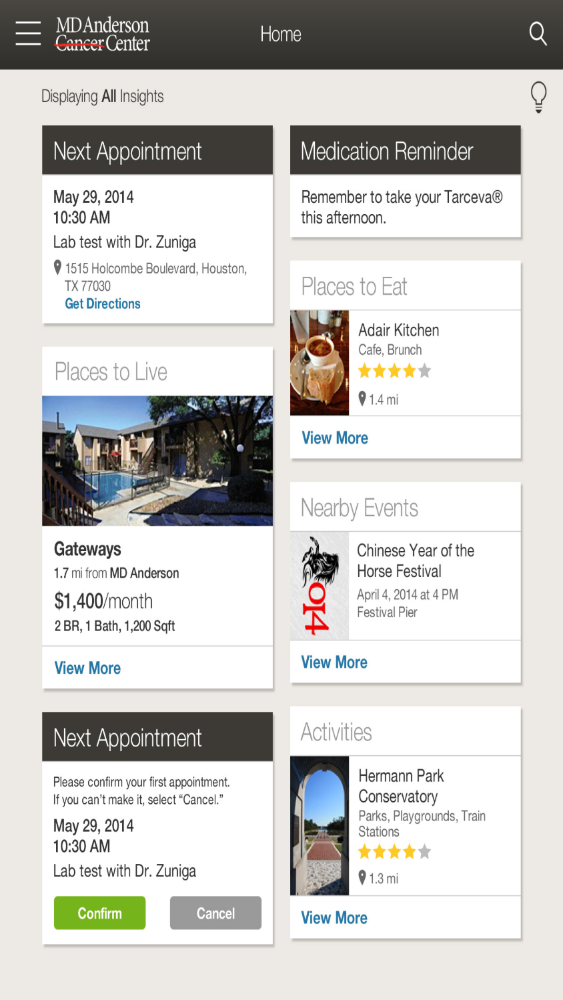 MD Anderson
Cancer Center
Home
Displaying All Insights
Next Appointment
May 29, 2014
10:30 AM
Lab test with Dr. Zuniga
1515 Holcombe Boulevard, Houston,
TX 77030
Get Directions
Places to Live
Gateways
1.7 mi from MD Anderson
$1,400/month
2 BR, 1 Bath, 1,200 Sqft
View More
Next Appointment
Please confirm your first appointment.
If you can't make it, select “Cancel.”
May 29, 2014
10:30 AM
Lab test with Dr. Zuniga
Confirm
Cancel
Medication Reminder
Remember to take your Tarceva®
this afternoon.
Places to Eat
Adair Kitchen
Cafe, Brunch
1.4 mi
View More
Nearby Events
014
Chinese Year of the
Horse Festival
April 4, 2014 at 4 PM
Festival Pier
View More
Activities
Hermann Park
Conservatory
Parks, Playgrounds, Train
Stations
1.3 mi
View More